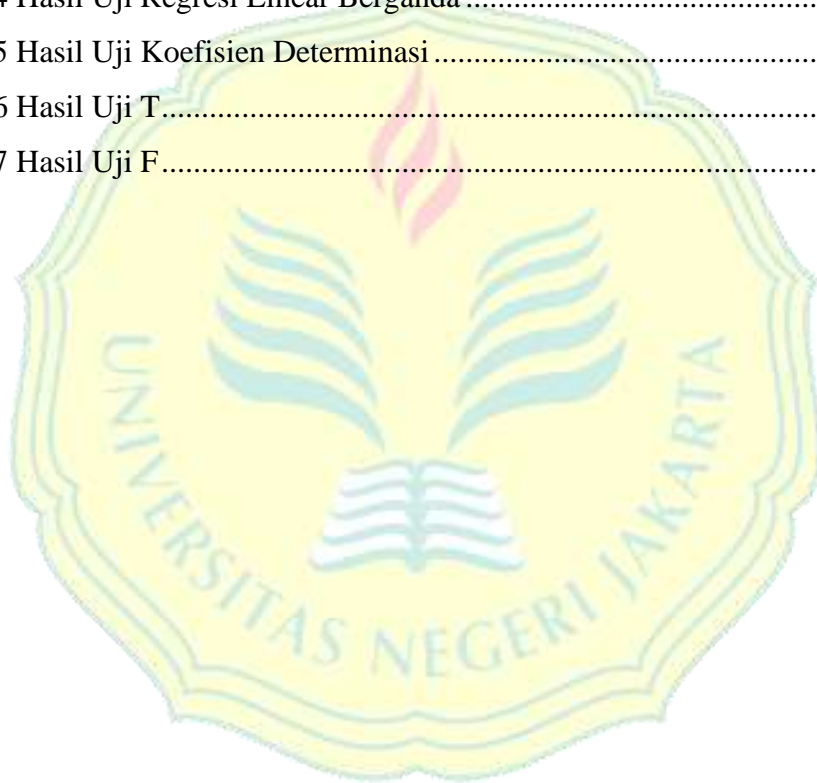 4 Hasil Uji Regresi Linear Berganda ............................................
5 Hasil Uji Koefisien Determinasi ................................................
6 Hasil Uji T...................................................................................
7 Hasil Uji F...................................................................................
UNIVERSITAS NEGERI JAKARTA